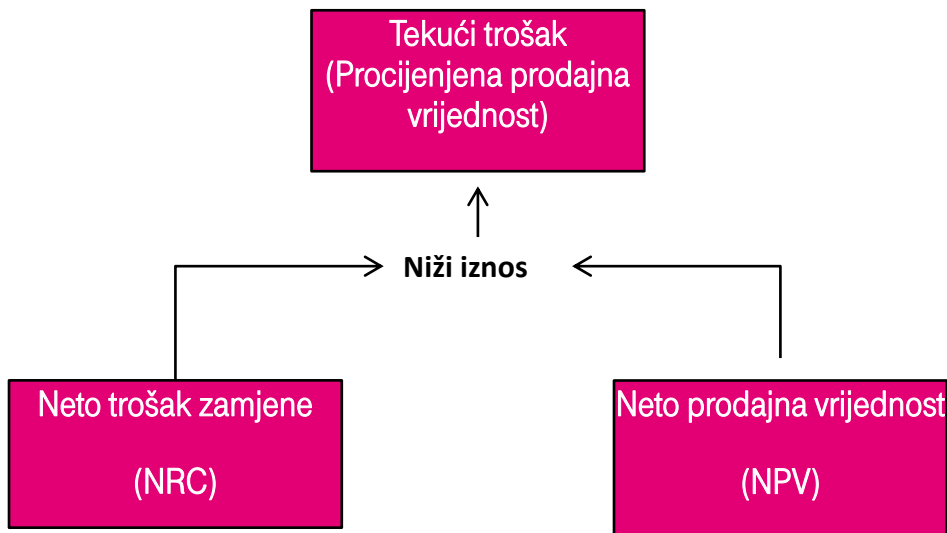 Tekući trošak
(Procijenjena prodajna
vrijednost)
Niži iznos
Neto trošak zamjene
(NRC)
Neto prodajna vrijednost
(NPV)